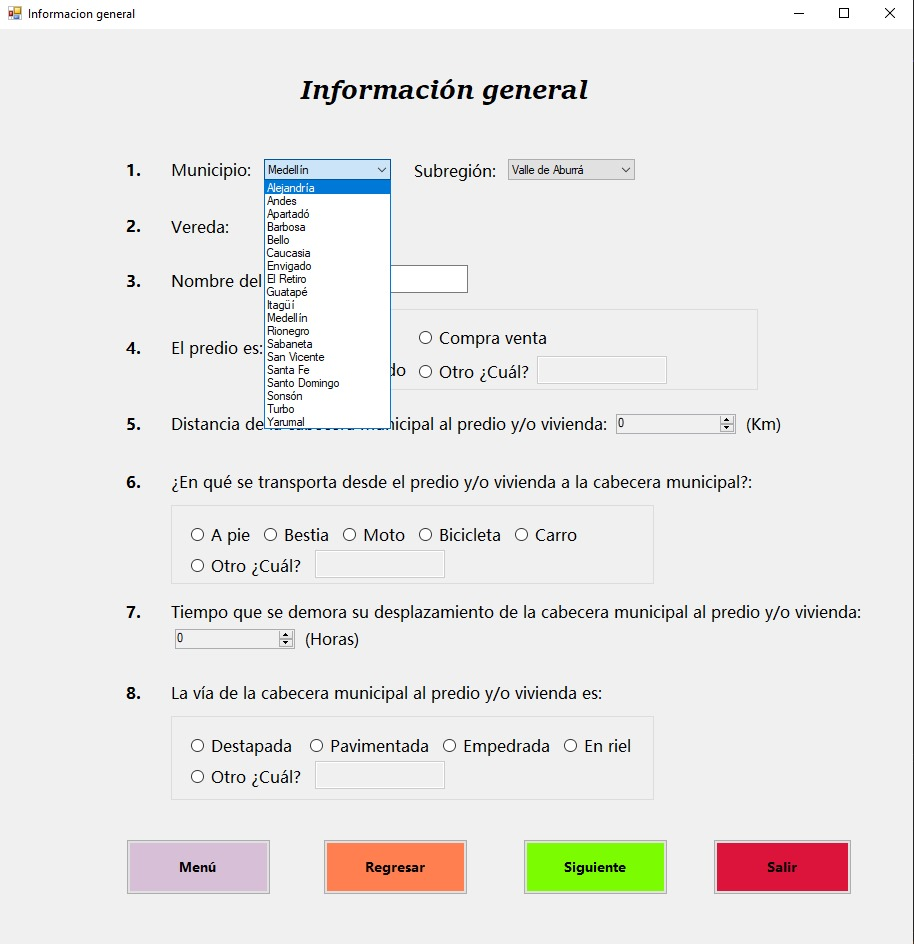 Informacion general
Información general
1. Municipio: Medellín Subregión: Valle de Aburrá
Alejandría
Andes
Apartadó
Barbosa
Bello
Caucasia
Envigado
El Retiro
Guatapé
Itagüí
Medellín
Rionegro
Sabaneta
San Vicente
Santa Fe
Santo Domingo
Sonsón
Turbo
Yarumal
2. Vereda:
3. Nombre del
4. El predio es:
Compra venta
do Otro ¿Cuál?
5. Distancia de la cabecera municipal al predio y/o vivienda: 0 (Km)
6. ¿En qué se transporta desde el predio y/o vivienda a la cabecera municipal?:
A pie Bestia Moto Bicicleta Carro
Otro ¿Cuál?
7. Tiempo que se demora su desplazamiento de la cabecera municipal al predio y/o vivienda:
0 (Horas)
8. La vía de la cabecera municipal al predio y/o vivienda es:
Destapada Pavimentada Empedrada En riel
Otro ¿Cuál?
Menú Regresar Siguiente Salir